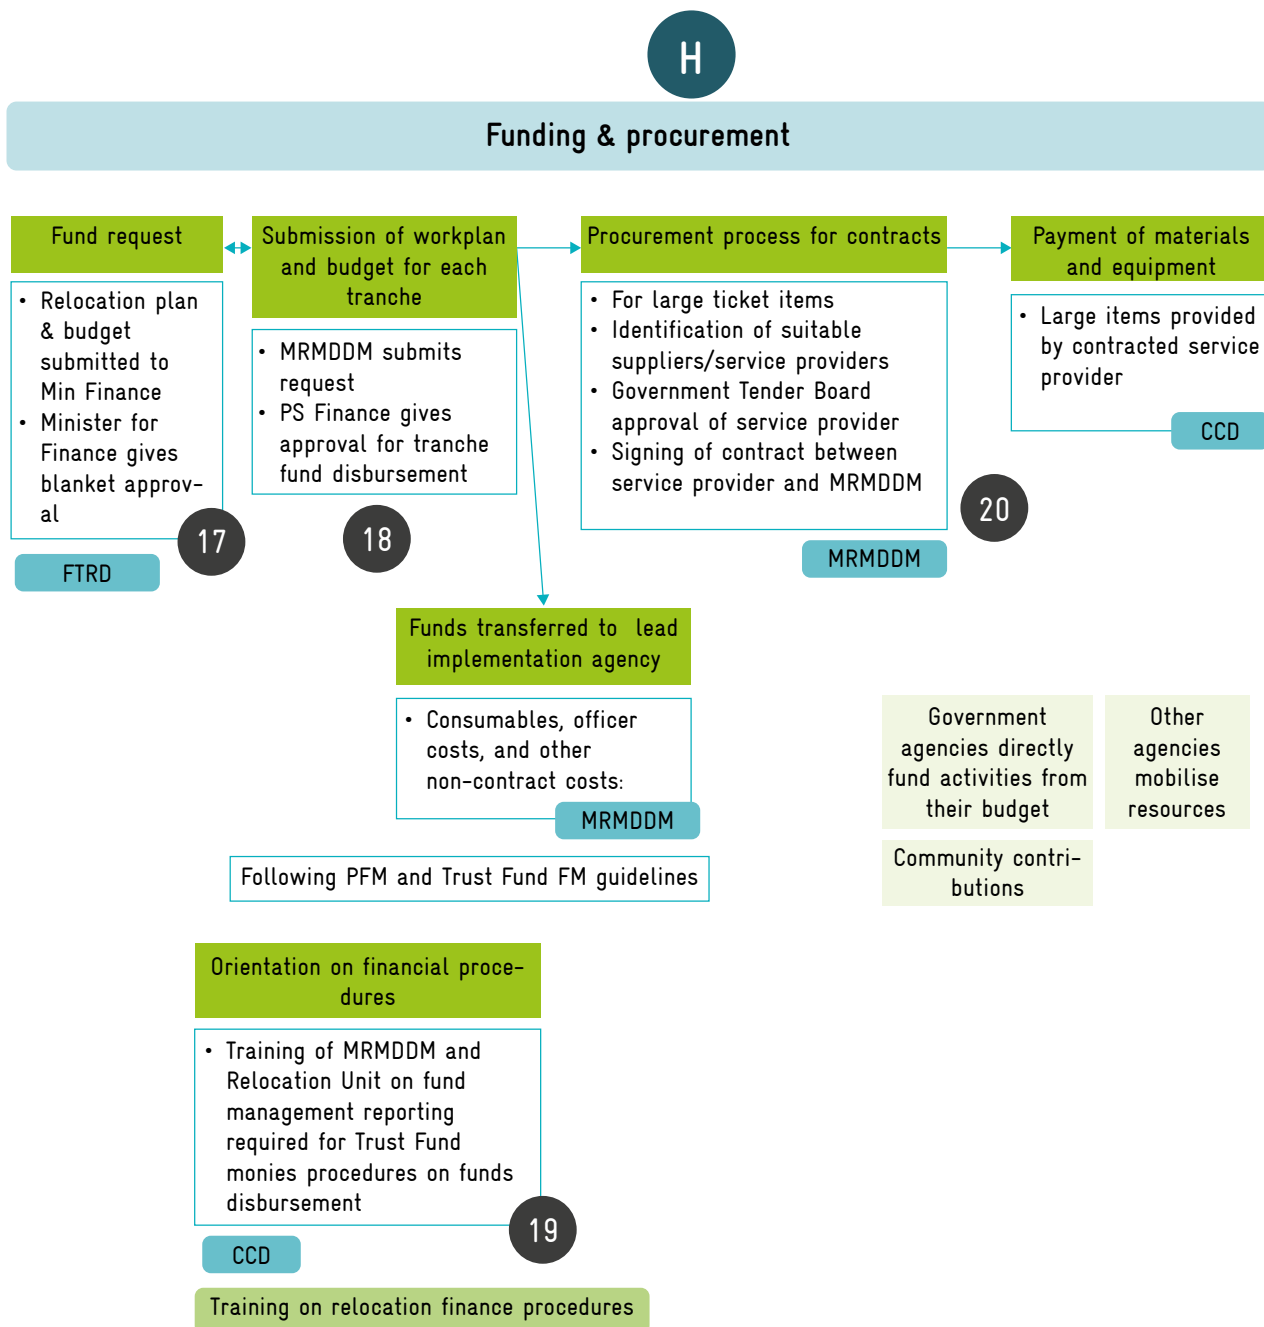 H
Funding & procurement
Fund request
• Relocation plan
& budget
submitted to
Min Finance
• Minister for
Finance gives
blanket approv-
al
17
FTRD
Submission of workplan
and budget for each
tranche
• MRMDDM submits
request
• PS Finance gives
approval for tranche
fund disbursement
18
Procurement process for contracts
• For large ticket items
• Identification of suitable
suppliers/service providers
• Government Tender Board
approval of service provider
• Signing of contract between
service provider and MRMDDM
20
MRMDDM
Payment of materials
and equipment
• Large items provided
by contracted service
provider
CCD
Funds transferred to lead
implementation agency
• Consumables, officer
costs, and other
non-contract costs:
MRMDDM
Following PFM and Trust Fund FM guidelines
Government
agencies directly
fund activities from
their budget
Other
agencies
mobilise
resources
Community contri-
butions
Orientation on financial proce-
dures
• Training of MRMDDM and
Relocation Unit on fund
management reporting
required for Trust Fund
monies procedures on funds
disbursement
19
CCD
Training on relocation finance procedures